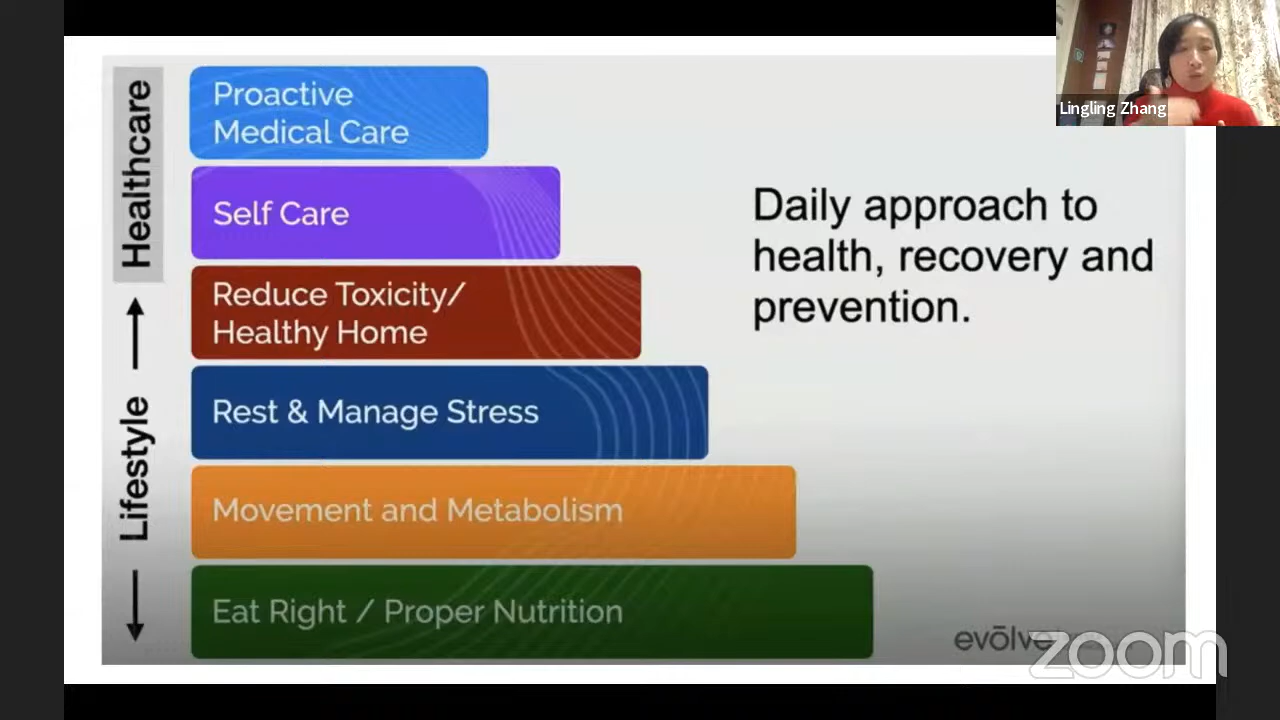 Healthcare
Lifestyle
Proactive
Medical Care
Self Care
Reduce Toxicity/
Healthy Home
Rest & Manage Stress
Movement and Metabolism
Eat Right / Proper Nutrition
Daily approach to
health, recovery and
prevention.
Lingling Zhang
evōlve
zoom